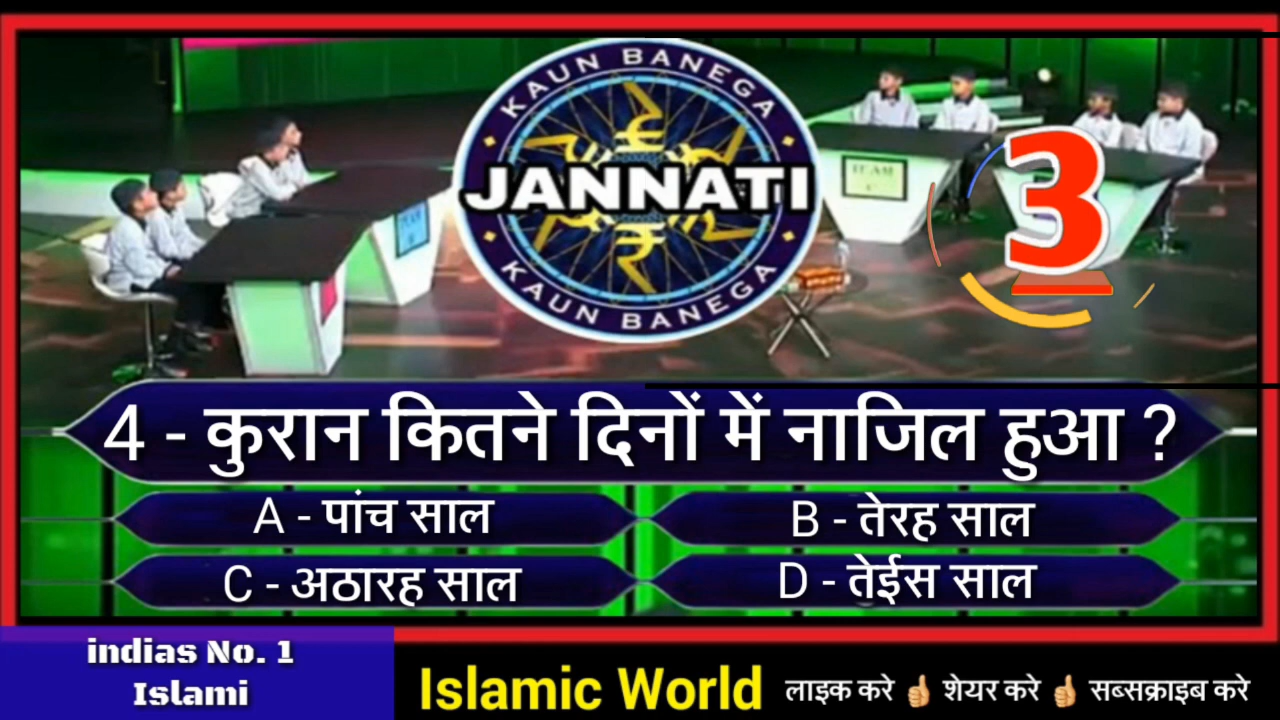 KAUN BANEGA
JANNATI
KAUN BANEGA
TEAM
3
4 - कुरान कितने दिनों में नाजिल हुआ ?
A - पांच साल
B - तेरह साल
C - अठारह साल
D - तेईस साल
indias No. 1
Islami
Islamic World
लाइक करे 👍🏼 शेयर करे 👍🏼 सब्सक्राइब करे